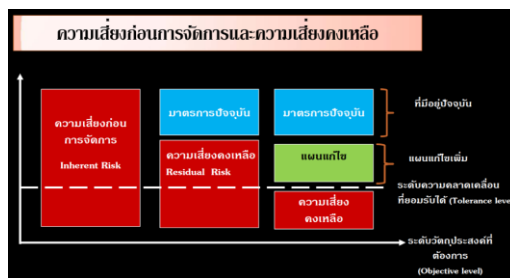 ความเสี่ยงก่อนการจัดการและความเสี่ยงคงเหลือ
ความเสี่ยงก่อน
การจัดการ
Inherent Risk
มาตรการปัจจุบัน
ความเสี่ยงคงเหลือ
Residual Risk
มาตรการปัจจุบัน
แผนแก้ไข
ความเสี่ยง
คงเหลือ
ที่มีอยู่ปัจจุบัน
แผนแก้ไขเพิ่ม
ระดับความคลาดเคลื่อน
ที่ยอมรับได้ (Tolerance leve
ระดับวัตถุประสงค์ที่
ต้องการ
(Objective level)